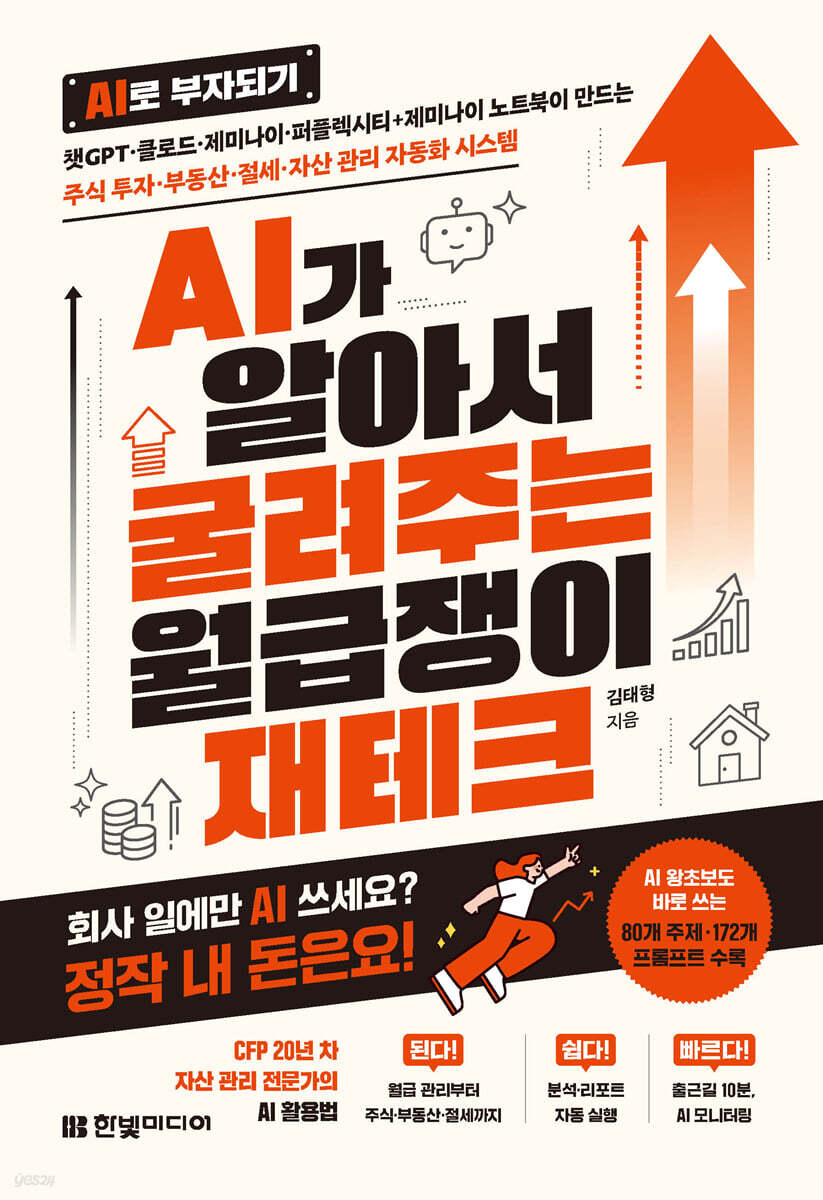 AI로 부자되기
챗GPT·클로드·제미나이·퍼플렉시티+제미나이 노트북이 만드는
주식 투자·부동산·절세·자산 관리 자동화 시스템
AI가
알아서
굴려주는
월급쟁이
재테크
김태형
지음
회사 일에만 AI 쓰세요?
정작 내 돈은요!
AI 왕초보도
바로 쓰는
80개 주제·172개
프롬프트 수록
CFP 20년 차
자산 관리 전문가의
AI 활용법
된다!
월급 관리부터
주식·부동산·절세까지
쉽다!
분석·리포트
자동 실행
빠르다!
출근길 10분,
AI 모니터링
한빛미디어
yes24